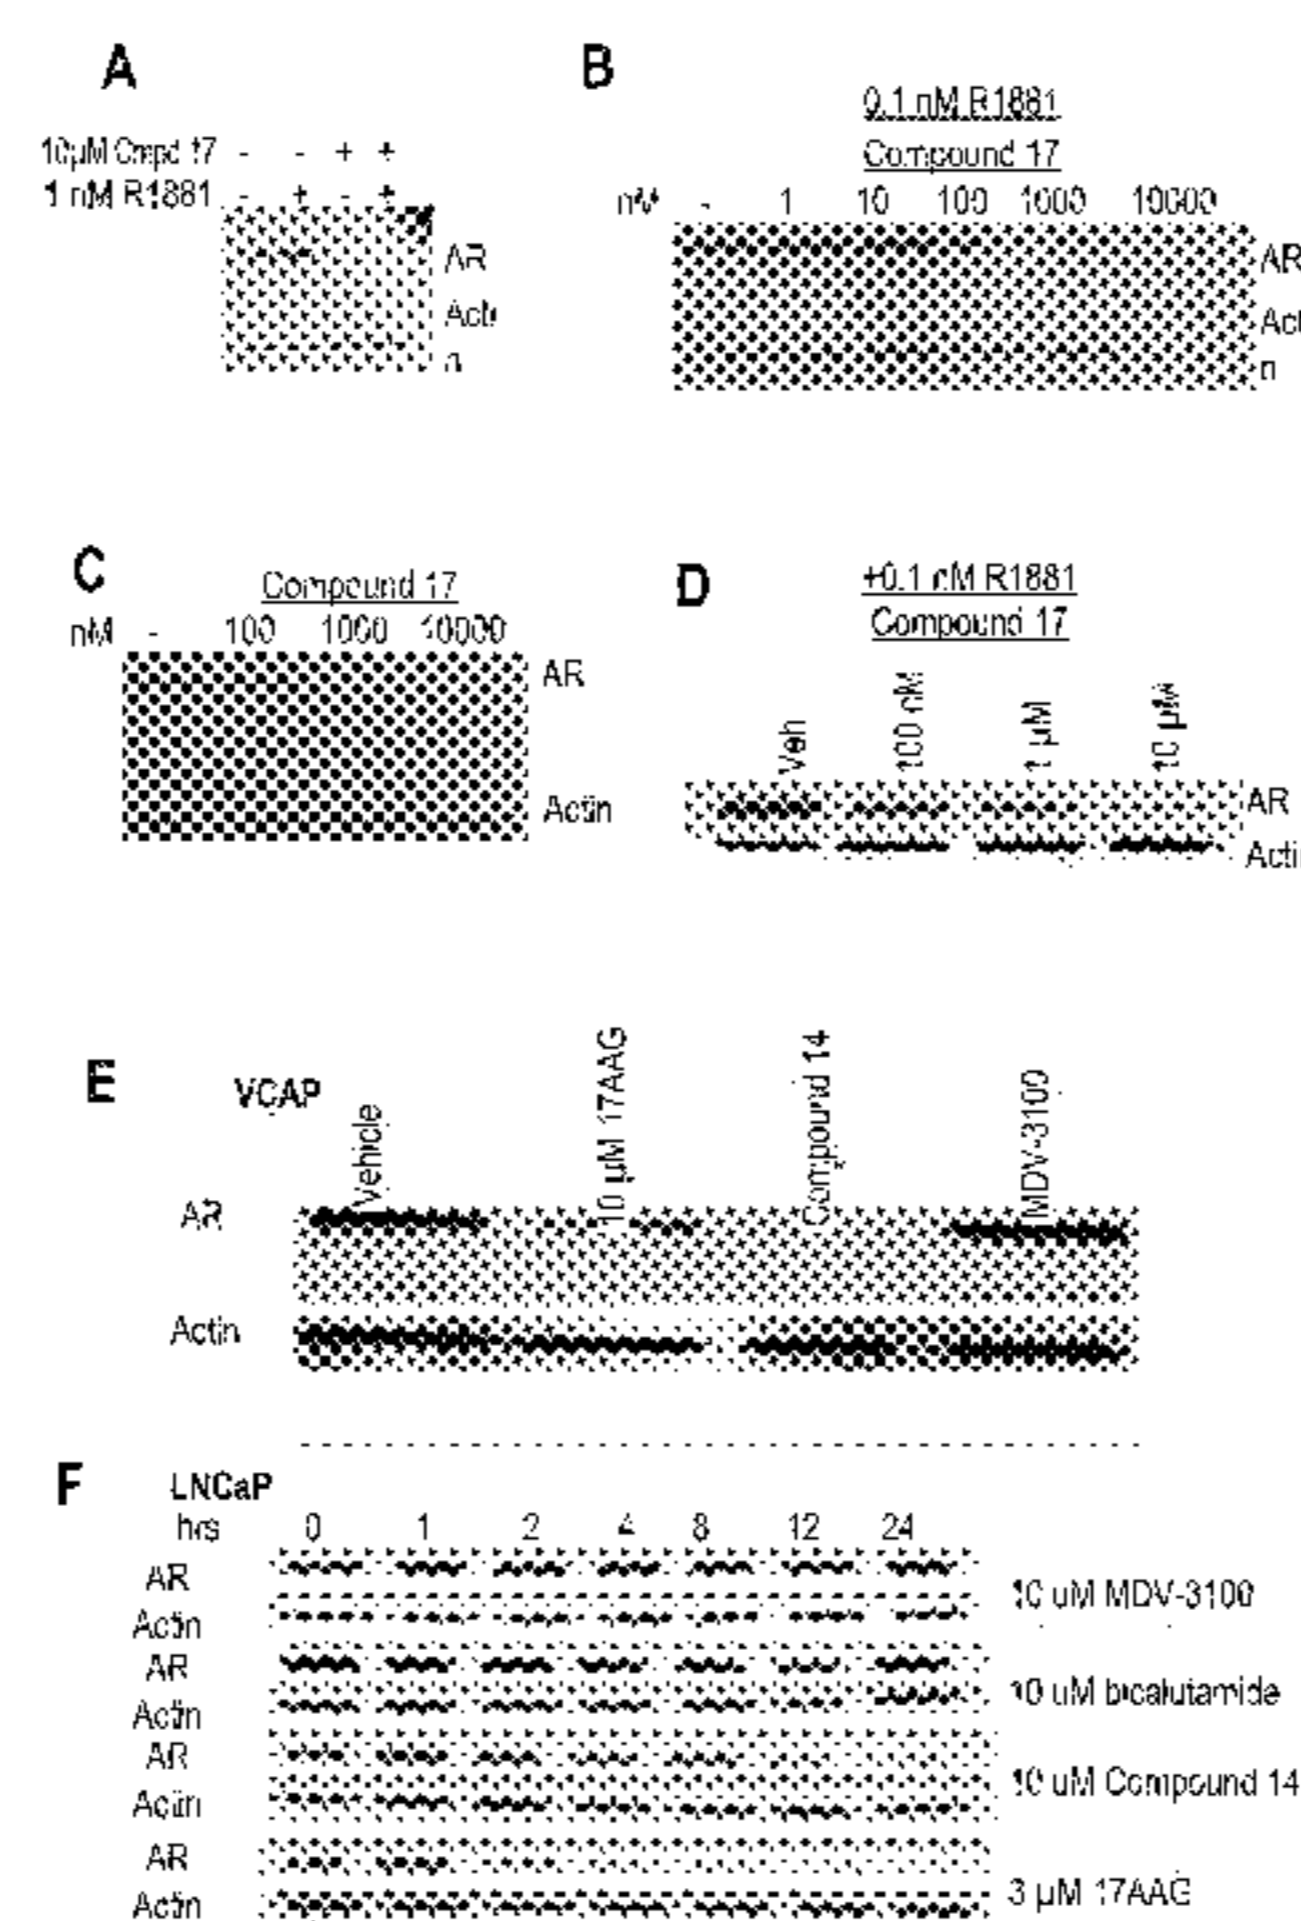 A
10µM Cmpd 17 - - + +
1 nM R1881 - + - +
AR
Acti
n
B
0.1 nM R1881
Compound 17
nM - 1 10 100 1000 10000
AR
Act
n
C
Compound 17
nM - 100 1000 10000
AR
Actin
D
+0.1 nM R1881
Compound 17
Veh 100 nM 1 µM 10 µM
AR
Acti
E
VCAP
Vehicle 10 µM 17AAG Compound 14 MDV-3100
AR
Actin
F
LNCaP
hrs 0 1 2 4 8 12 24
AR
10 uM MDV-3100
Actin
AR
10 uM bicalutamide
Actin
AR
10 uM Compound 14
Actin
AR
3 µM 17AAG
Actin